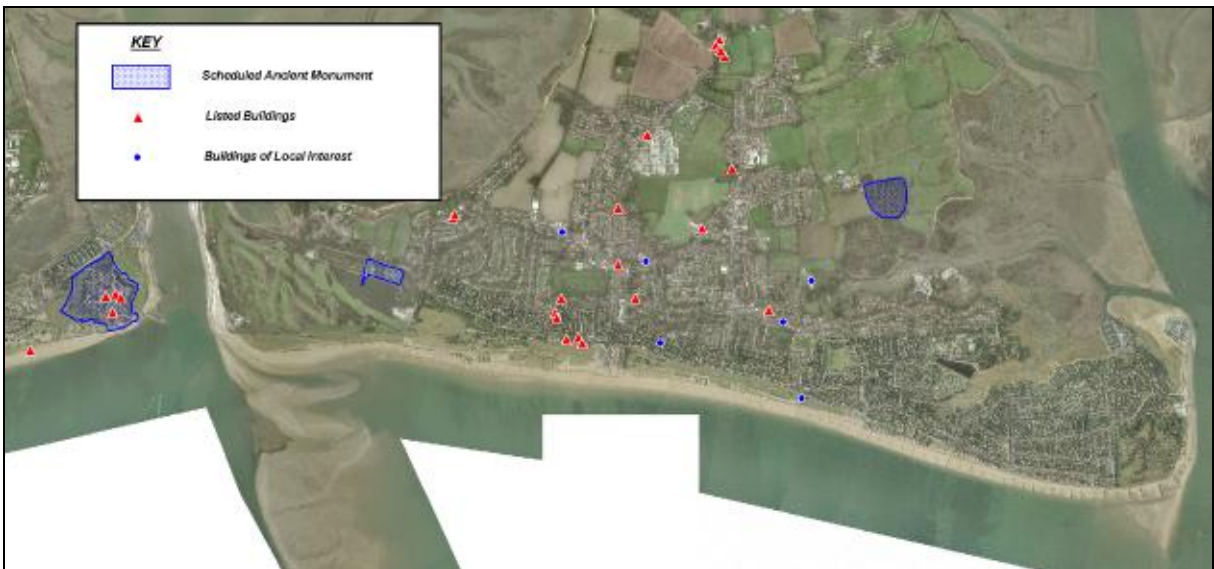 KEY
Scheduled Ancient Monument
Listed Buildings
Buildings of Local Interest